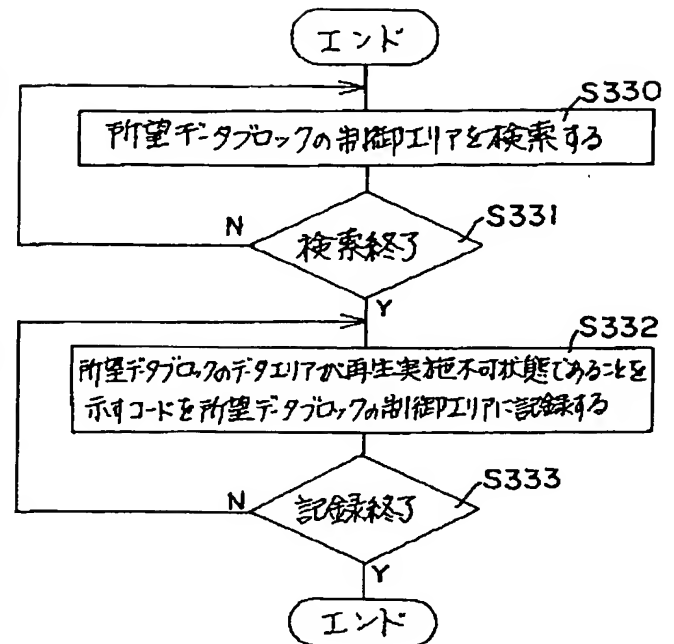 エンド
S330
所望データブロックの制御エリアを検索する
S331
N
検索終了
Y
S332
所望データブロックのデータエリアが再生実施不可状態であることを
示すコードを所望データブロックの制御エリアに記録する
S333
N
記録終了
Y
エンド